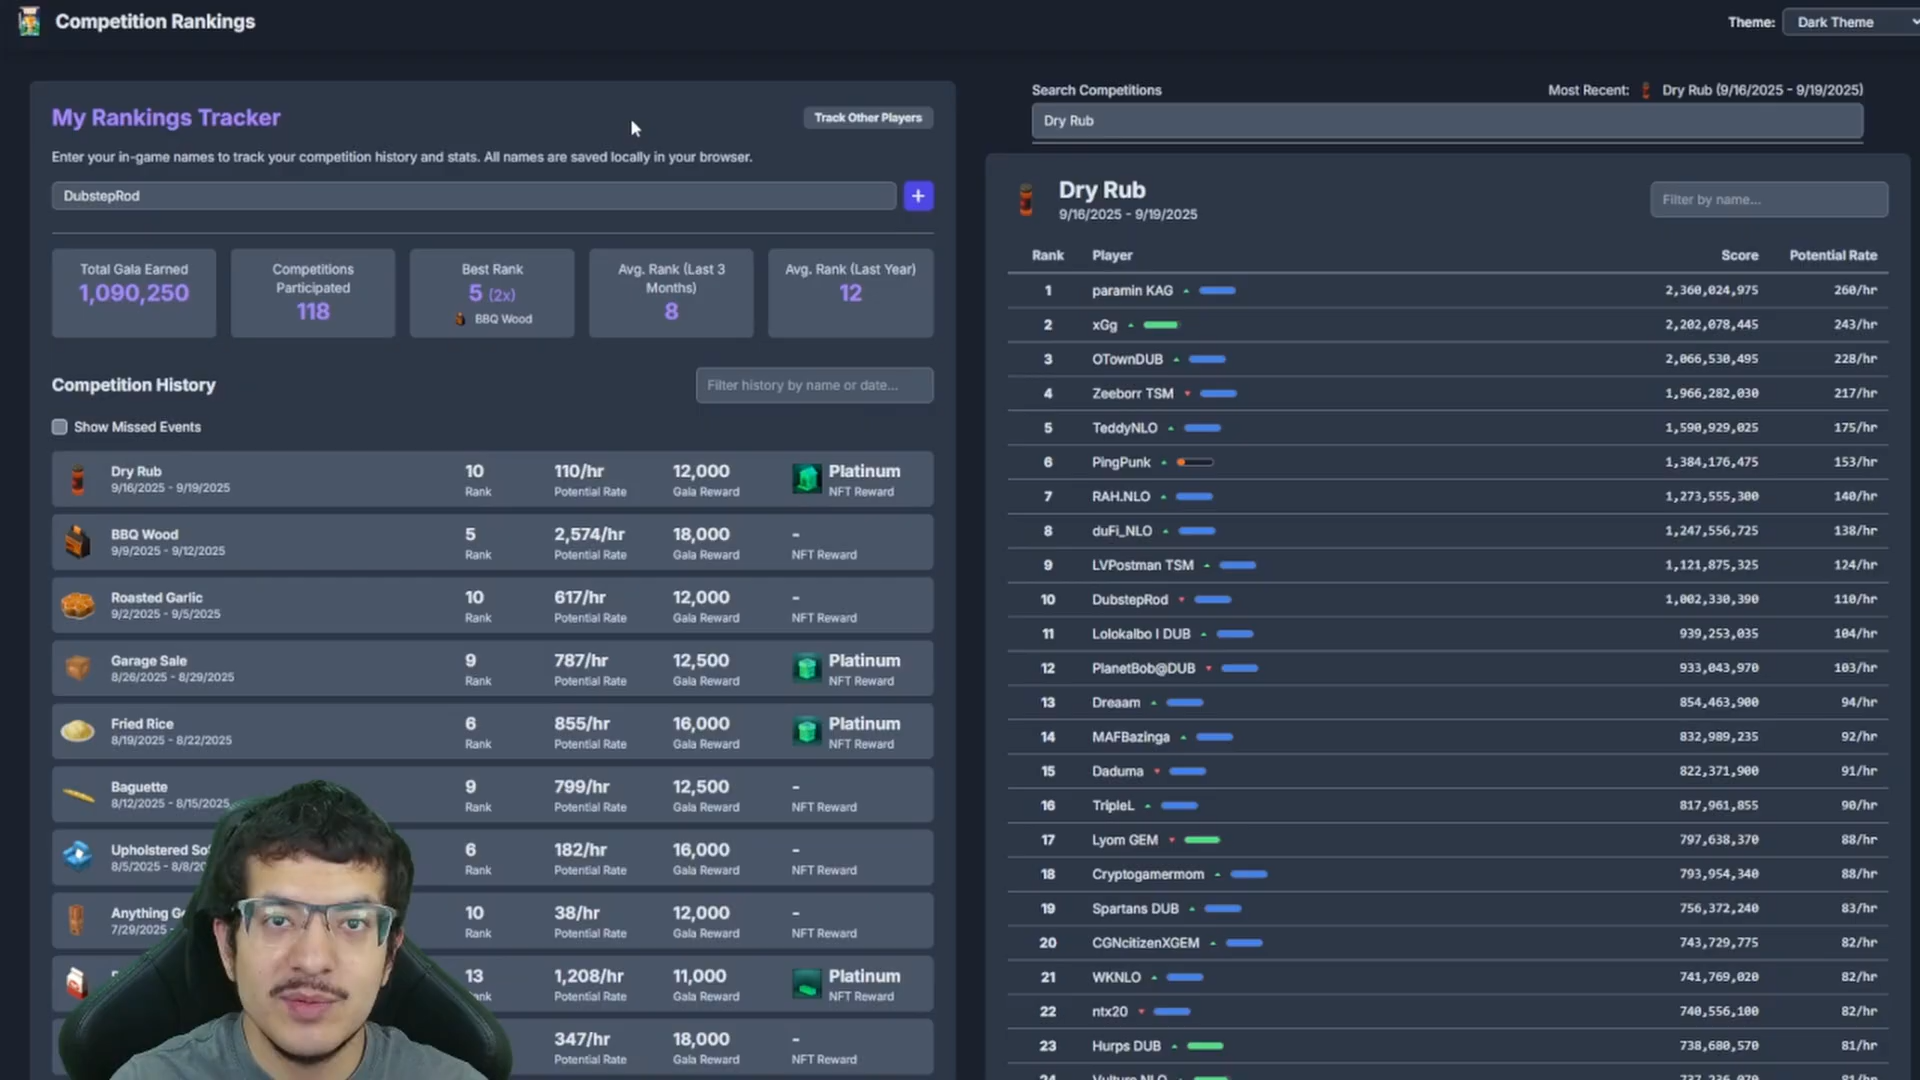 Competition Rankings
Theme: Dark Theme
My Rankings Tracker
Track Other Players
Enter your in-game names to track your competition history and stats. All names are saved locally in your browser.
DubstepRod
+
Total Gala Earned
1,090,250
Competitions
Participated
118
Best Rank
5 (2x)
BBQ Wood
Avg. Rank (Last 3
Months)
8
Avg. Rank (Last Year)
12
Competition History
Filter history by name or date...
Show Missed Events
Dry Rub 10 110/hr 12,000 Platinum
9/16/2025 - 9/19/2025 Rank Potential Rate Gala Reward NFT Reward
BBQ Wood 5 2,574/hr 18,000 -
9/9/2025 - 9/12/2025 Rank Potential Rate Gala Reward NFT Reward
Roasted Garlic 10 617/hr 12,000 -
9/2/2025 - 9/5/2025 Rank Potential Rate Gala Reward NFT Reward
Garage Sale 9 787/hr 12,500 Platinum
8/26/2025 - 8/29/2025 Rank Potential Rate Gala Reward NFT Reward
Fried Rice 6 855/hr 16,000 Platinum
8/19/2025 - 8/22/2025 Rank Potential Rate Gala Reward NFT Reward
Baguette 9 799/hr 12,500 -
8/12/2025 - 8/15/2025 Rank Potential Rate Gala Reward NFT Reward
Upholstered So 6 182/hr 16,000 -
8/5/2025 - 8/8/20 Rank Potential Rate Gala Reward NFT Reward
Anything G 10 38/hr 12,000 -
7/29/2025 - Rank Potential Rate Gala Reward NFT Reward
13 1,208/hr 11,000 Platinum
ank Potential Rate Gala Reward NFT Reward
347/hr 18,000 -
Potential Rate Gala Reward NFT Reward
Search Competitions
Most Recent: Dry Rub (9/16/2025 - 9/19/2025)
Dry Rub
Dry Rub
9/16/2025 - 9/19/2025
Filter by name...
Rank Player Score Potential Rate
1 paramin KAG 2,360,024,975 260/hr
2 xGg 2,202,078,445 243/hr
3 OTownDUB 2,066,530,495 228/hr
4 Zeeborr TSM 1,966,282,030 217/hr
5 TeddyNLO 1,590,929,025 175/hr
6 PingPunk 1,384,176,475 153/hr
7 RAH.NLO 1,273,555,300 140/hr
8 duFi_NLO 1,247,556,725 138/hr
9 LVPostman TSM 1,121,875,325 124/hr
10 DubstepRod 1,002,330,390 110/hr
11 Lolokalbo I DUB 939,253,035 104/hr
12 PlanetBob@DUB 933,043,970 103/hr
13 Dreaam 854,463,900 94/hr
14 MAFBazinga 832,989,235 92/hr
15 Daduma 822,371,900 91/hr
16 TripleL 817,961,855 90/hr
17 Lyom GEM 797,638,370 88/hr
18 Cryptogamermom 793,954,340 88/hr
19 Spartans DUB 756,372,240 83/hr
20 CGNcitizenXGEM 743,729,775 82/hr
21 WKNLO 741,769,020 82/hr
22 ntx20 740,556,100 82/hr
23 Hurps DUB 738,680,570 81/hr